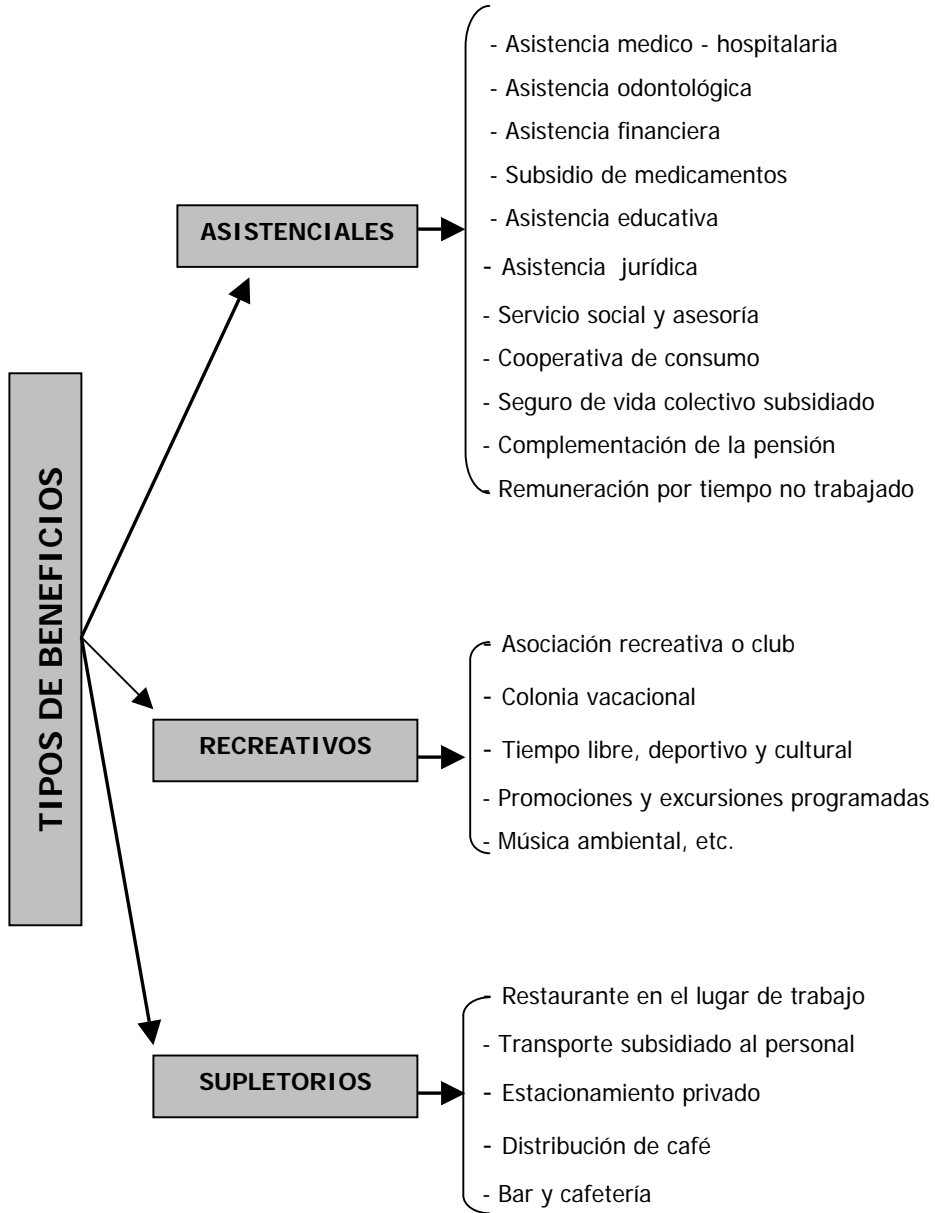 TIPOS DE BENEFICIOS
ASISTENCIALES
- Asistencia medico - hospitalaria
- Asistencia odontológica
- Asistencia financiera
- Subsidio de medicamentos
- Asistencia educativa
- Asistencia jurídica
- Servicio social y asesoría
- Cooperativa de consumo
- Seguro de vida colectivo subsidiado
- Complementación de la pensión
- Remuneración por tiempo no trabajado
RECREATIVOS
- Asociación recreativa o club
- Colonia vacacional
- Tiempo libre, deportivo y cultural
- Promociones y excursiones programadas
- Música ambiental, etc.
SUPLETORIOS
- Restaurante en el lugar de trabajo
- Transporte subsidiado al personal
- Estacionamiento privado
- Distribución de café
- Bar y cafetería